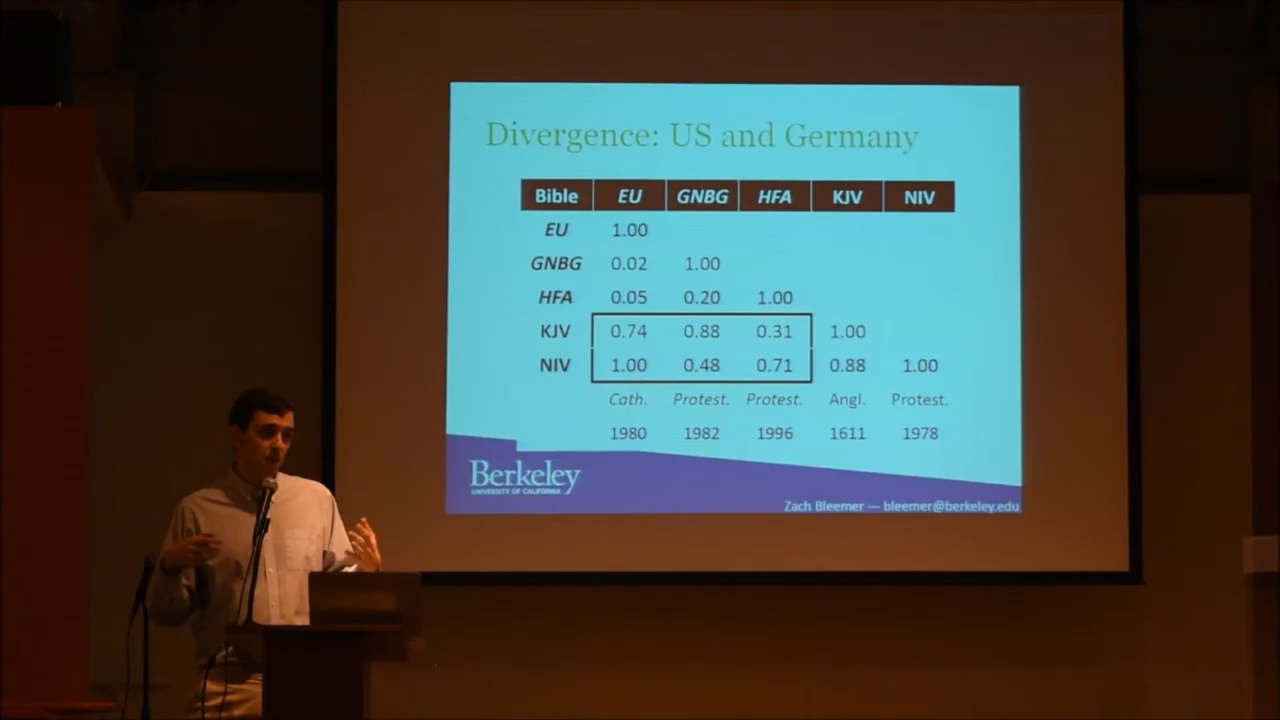 Divergence: US and Germany
Bible EU GNBG HFA KJV NIV
EU 1.00
GNBG 0.02 1.00
HFA 0.05 0.20 1.00
KJV 0.74 0.88 0.31 1.00
NIV 1.00 0.48 0.71 0.88 1.00
Cath. Protest. Protest. Angl. Protest.
1980 1982 1996 1611 1978
Berkeley
UNIVERSITY OF CALIFORNIA
Zach Bleemer — bleemer@berkeley.edu